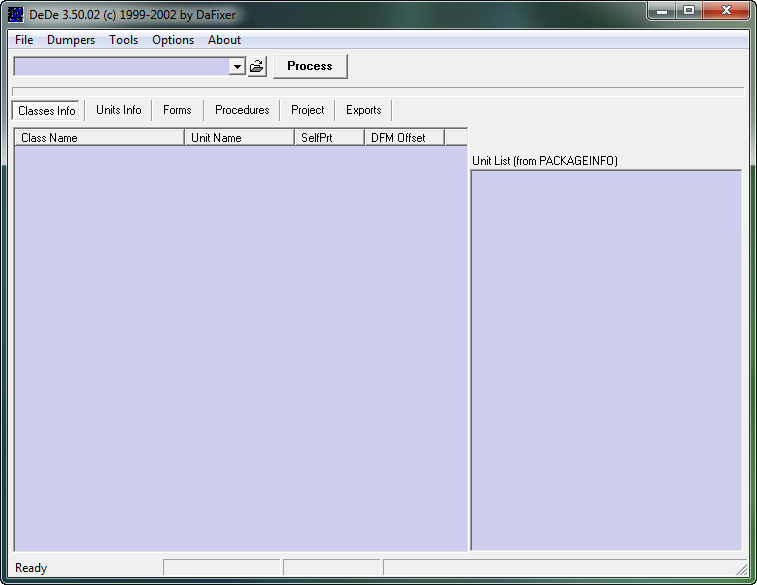 DeDe 3.50.02 (c) 1999-2002 by DaFixer
File Dumpers Tools Options About
Process
Classes Info Units Info Forms Procedures Project Exports
Class Name Unit Name SelfPrt DFM Offset
Unit List (from PACKAGEINFO)
Ready